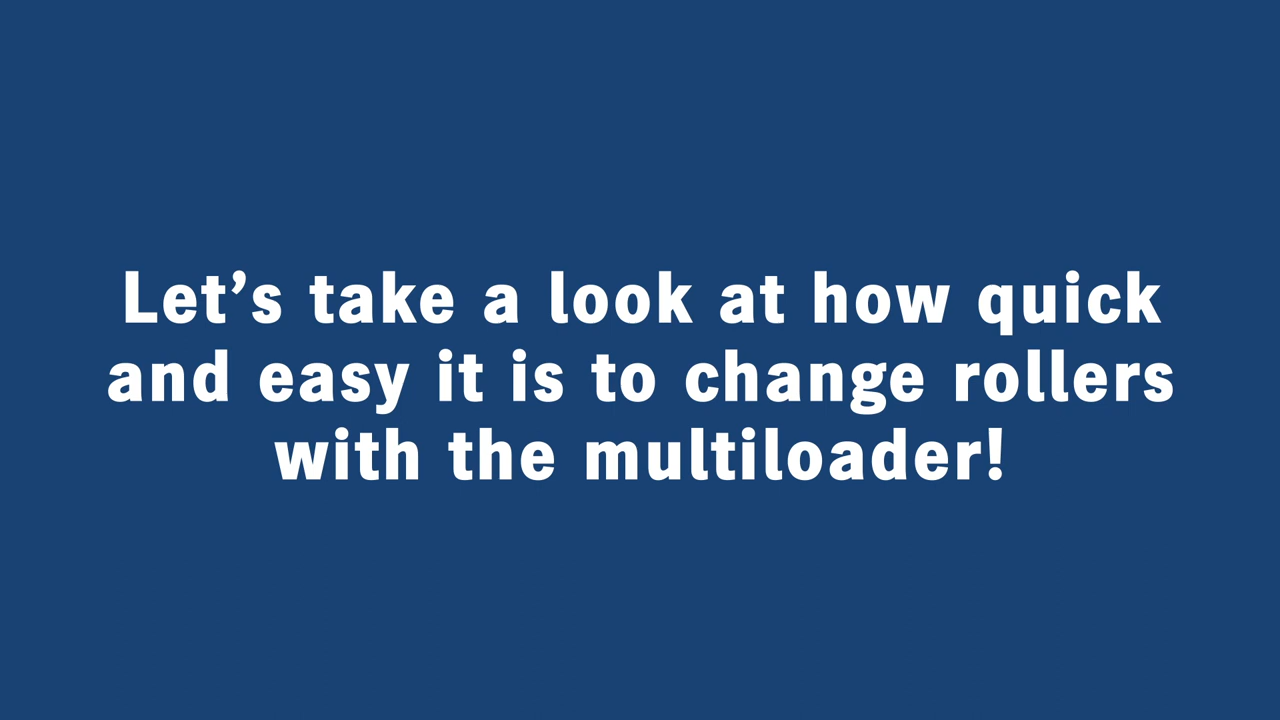 Let’s take a look at how quick
and easy it is to change rollers
with the multiloader!